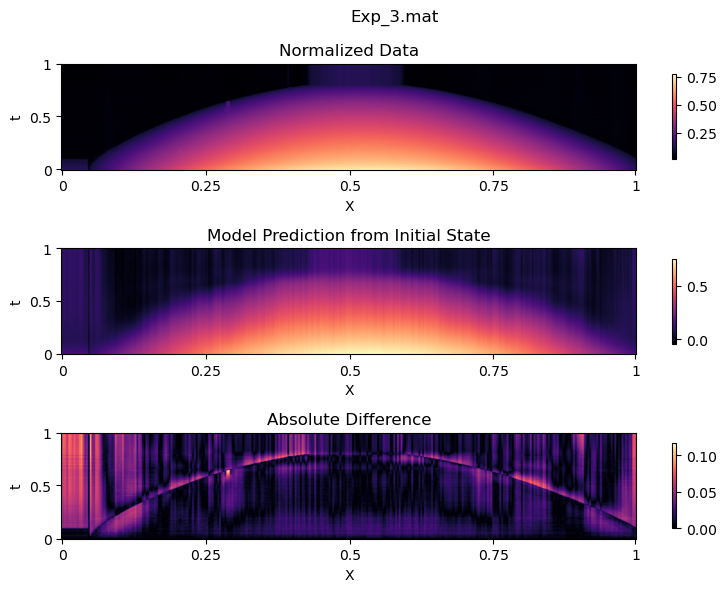 Exp_3.mat
Normalized Data
1
0.5
0
t
0 0.25 0.5 0.75 1
X
0.75
0.50
0.25
Model Prediction from Initial State
1
0.5
0
t
0 0.25 0.5 0.75 1
X
0.5
0.0
Absolute Difference
1
0.5
0
t
0 0.25 0.5 0.75 1
X
0.10
0.05
0.00